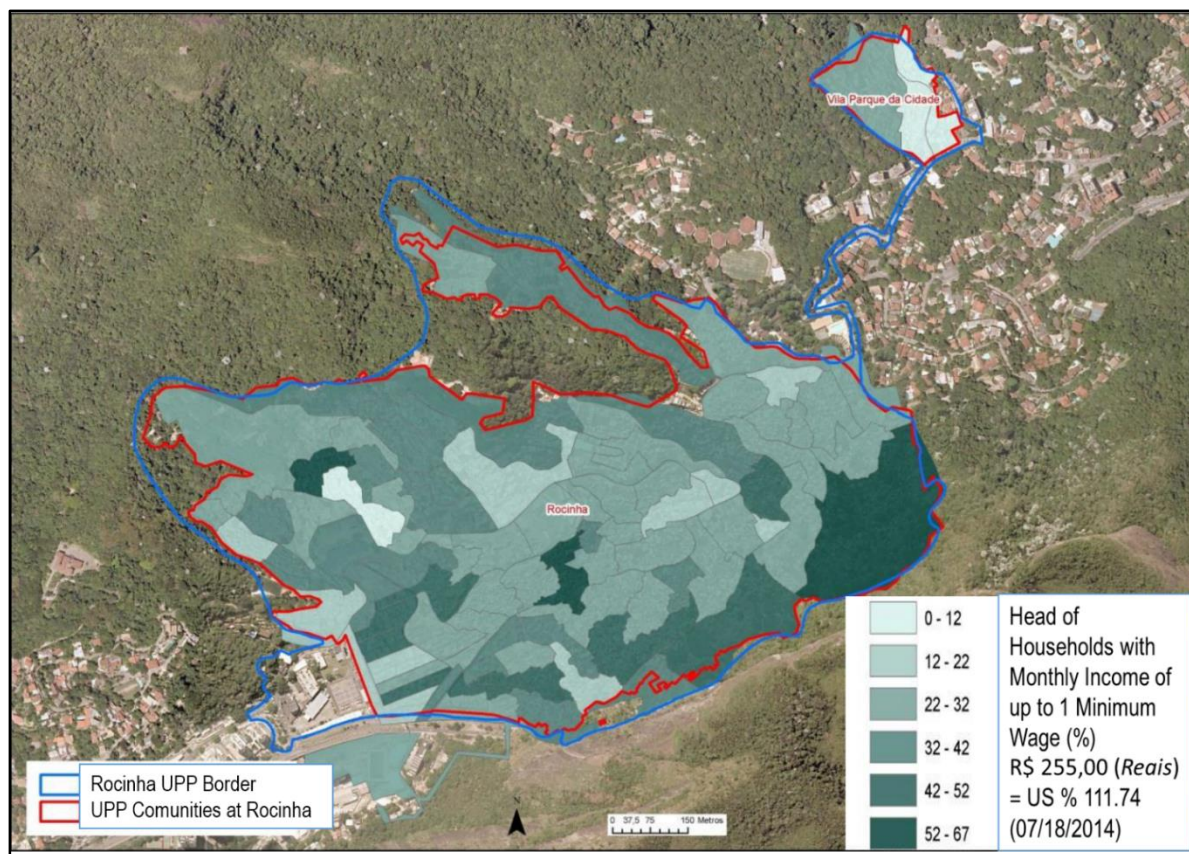 Vila Parque da Cidade
Rocinha
Rocinha UPP Border
UPP Comunities at Rocinha
N
0 37,5 75 150 Metros
0 - 12
12 - 22
22 - 32
32 - 42
42 - 52
52 - 67
Head of
Households with
Monthly Income of
up to 1 Minimum
Wage (%)
R$ 255,00 (Reais)
= US % 111.74
(07/18/2014)